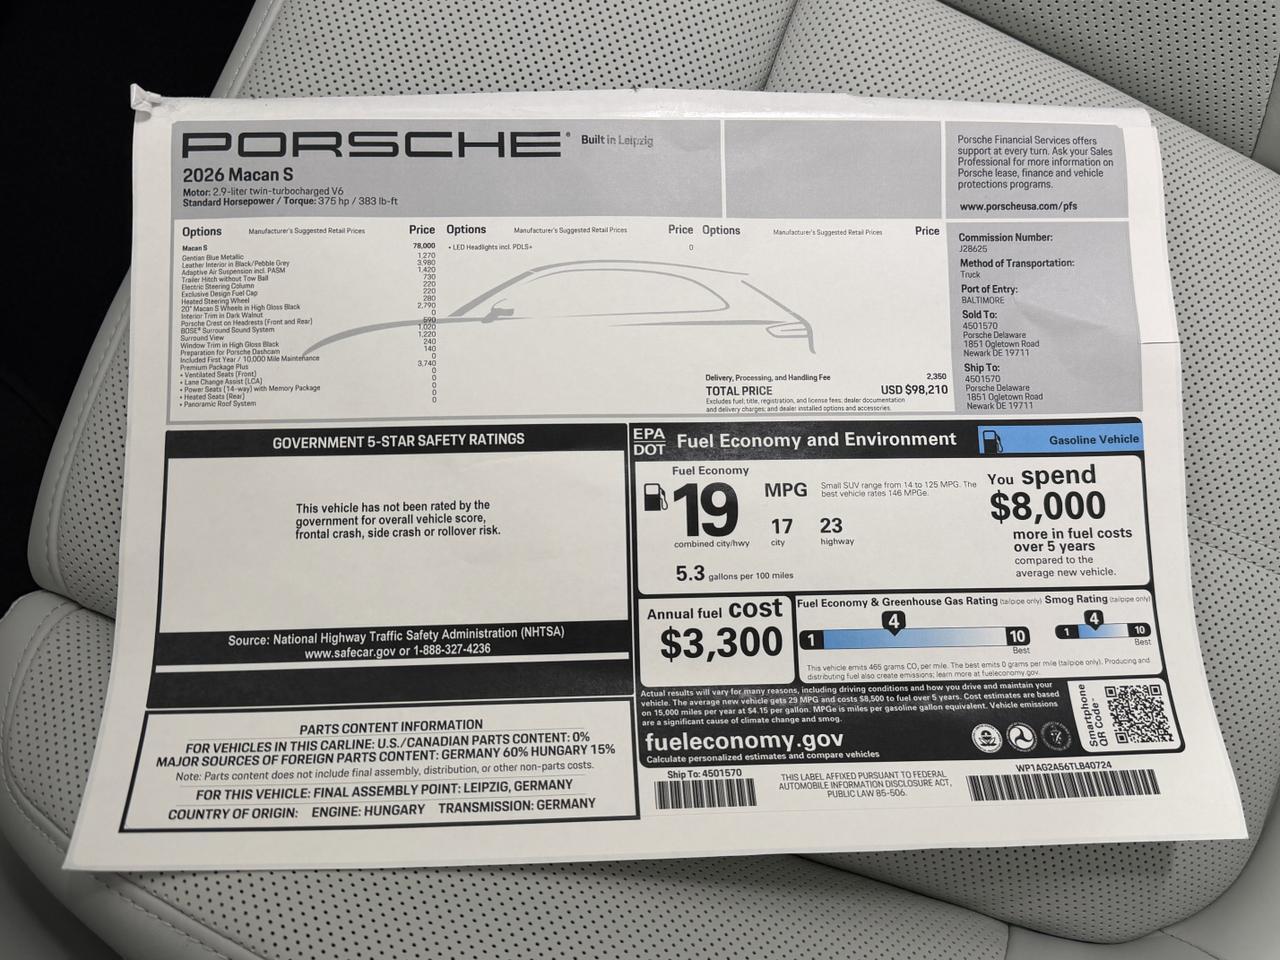 PORSCHE® Built in Leipzig
2026 Macan S
Motor: 2.9-liter twin-turbocharged V6
Standard Horsepower / Torque: 375 hp / 383 lb-ft
Porsche Financial Services offers
support at every turn. Ask your Sales
Professional for more information on
Porsche lease, finance and vehicle
protections programs.
www.porscheusa.com/pfs
Options Manufacturer's Suggested Retail Prices Price
Macan S 78,000
Gentian Blue Metallic 1,270
Leather Interior in Black/Pebble Grey 3,980
Adaptive Air Suspension incl. PASM 1,420
Trailer Hitch without Tow Ball 730
Electric Steering Column 220
Exclusive Design Fuel Cap 220
Heated Steering Wheel 280
20" Macan S Wheels in High Gloss Black 2,790
Interior Trim in Dark Walnut 0
Porsche Crest on Headrests (Front and Rear) 590
BOSE® Surround Sound System 1,020
Surround View 1,220
Window Trim in High Gloss Black 240
Preparation for Porsche Dashcam 140
Included First Year / 10,000 Mile Maintenance 0
Premium Package Plus 3,740
• Ventilated Seats (Front) 0
• Lane Change Assist (LCA) 0
• Power Seats (14-way) with Memory Package 0
• Heated Seats (Rear) 0
• Panoramic Roof System 0
Options Manufacturer's Suggested Retail Prices Price
• LED Headlights incl. PDLS+ 0
Options Manufacturer's Suggested Retail Prices Price
Delivery, Processing, and Handling Fee 2,350
TOTAL PRICE USD $98,210
Excludes fuel; title, registration, and license fees; dealer documentation
and delivery charges; and dealer installed options and accessories.
Commission Number:
J28625
Method of Transportation:
Truck
Port of Entry:
BALTIMORE
Sold To:
4501570
Porsche Delaware
1851 Ogletown Road
Newark DE 19711
Ship To:
4501570
Porsche Delaware
1851 Ogletown Road
Newark DE 19711
GOVERNMENT 5-STAR SAFETY RATINGS
This vehicle has not been rated by the
government for overall vehicle score,
frontal crash, side crash or rollover risk.
Source: National Highway Traffic Safety Administration (NHTSA)
www.safecar.gov or 1-888-327-4236
PARTS CONTENT INFORMATION
FOR VEHICLES IN THIS CARLINE: U.S./CANADIAN PARTS CONTENT: 0%
MAJOR SOURCES OF FOREIGN PARTS CONTENT: GERMANY 60% HUNGARY 15%
Note: Parts content does not include final assembly, distribution, or other non-parts costs.
FOR THIS VEHICLE: FINAL ASSEMBLY POINT: LEIPZIG, GERMANY
COUNTRY OF ORIGIN: ENGINE: HUNGARY TRANSMISSION: GERMANY
EPA
DOT
Fuel Economy and Environment
Gasoline Vehicle
Fuel Economy
19 MPG
combined city/hwy
17
city
23
highway
Small SUV range from 14 to 125 MPG. The
best vehicle rates 146 MPGe.
5.3 gallons per 100 miles
You spend
$8,000
more in fuel costs
over 5 years
compared to the
average new vehicle.
Annual fuel cost
$3,300
Fuel Economy & Greenhouse Gas Rating (tailpipe only)
4
1 10
Best
Smog Rating (tailpipe only)
4
1 10
Best
This vehicle emits 465 grams CO₂ per mile. The best emits 0 grams per mile (tailpipe only). Producing and
distributing fuel also create emissions; learn more at fueleconomy.gov.
Actual results will vary for many reasons, including driving conditions and how you drive and maintain your
vehicle. The average new vehicle gets 29 MPG and costs $8,500 to fuel over 5 years. Cost estimates are based
on 15,000 miles per year at $4.15 per gallon. MPGe is miles per gasoline gallon equivalent. Vehicle emissions
are a significant cause of climate change and smog.
fueleconomy.gov
Calculate personalized estimates and compare vehicles
Smartphone
QR Code™
Ship To: 4501570
THIS LABEL AFFIXED PURSUANT TO FEDERAL
AUTOMOBILE INFORMATION DISCLOSURE ACT,
PUBLIC LAW 85-506.
WP1AG2A56TLB40724